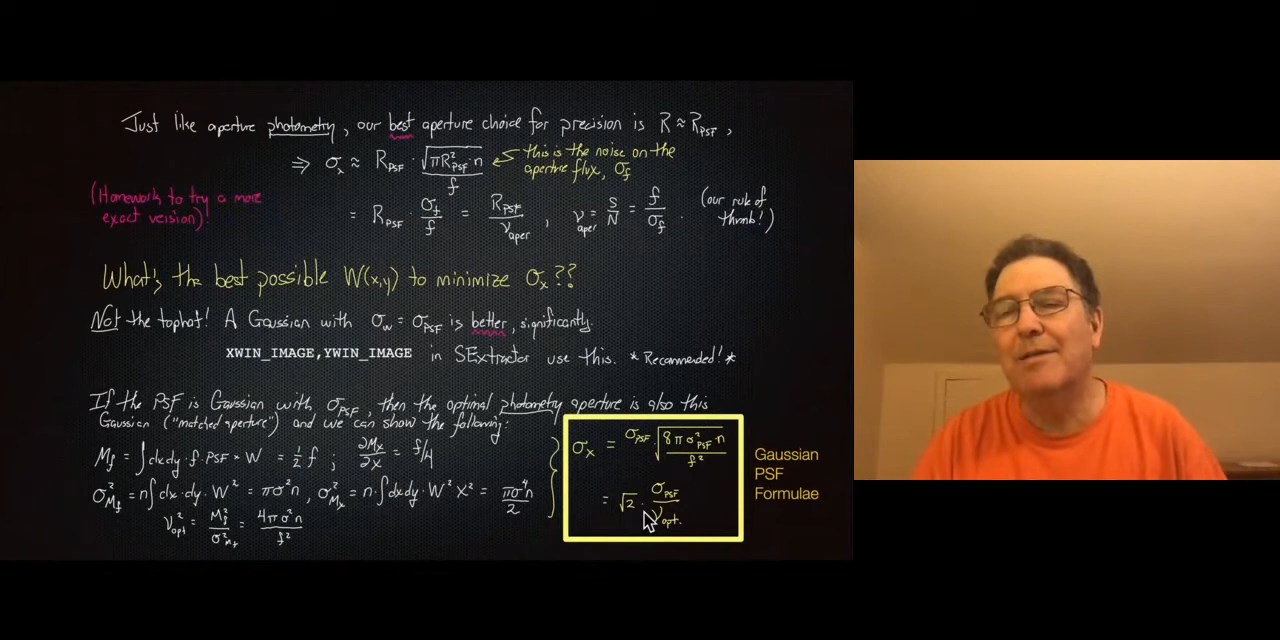 Just like aperture photometry, our best aperture choice for precision is R ≈ R_PSF,
⇒ σ_x ≈ R_PSF · √(πR²_PSF · n) / f
this is the noise on the
aperture flux, σ_f
(Homework to try a more
exact version)!
= R_PSF · σ_f / f = R_PSF / ν_aper , ν_aper = S/N = f/σ_f . (our rule of
thumb!)
What's the best possible W(x,y) to minimize σ_x??
Not the tophat! A Gaussian with σ_w = σ_PSF is better, significantly.
XWIN_IMAGE,YWIN_IMAGE in SExtractor use this. *Recommended!*
If the PSF is Gaussian with σ_PSF, then the optimal photometry aperture is also this
Gaussian ("matched aperture") and we can show the following:
M_f = ∫dxdy · f · PSF × W = ½ f ; ∂M_x/∂x = f/4
σ²_Mf = n∫dx·dy·W² = πσ²n , σ²_Mx = n·∫dxdy·W²X² = πσ⁴n / 2
ν²_opt = M_f² / σ²_Mf = 4πσ²n / f²
σ_x = σ_PSF · √(8πσ²_PSF · n / f²)
= √2 · σ_PSF / ν_opt.
Gaussian
PSF
Formulae